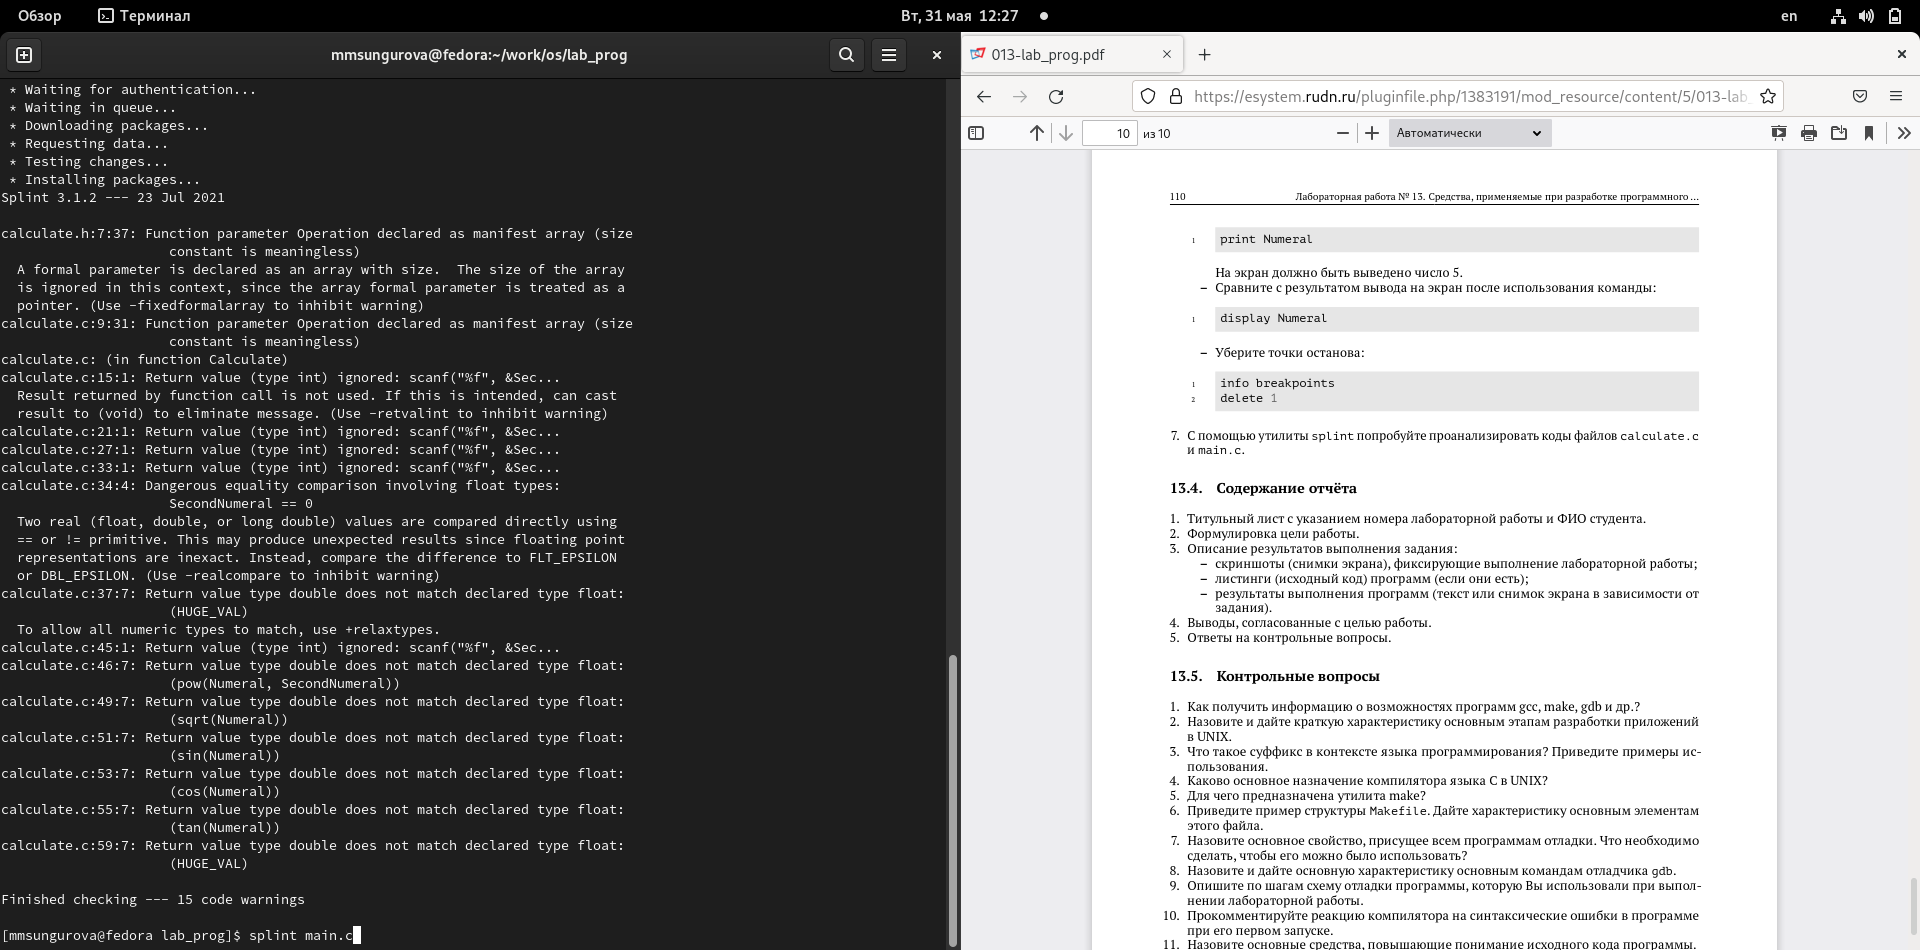 Обзор
Терминал
Вт, 31 мая 12:27
en
mmsungurova@fedora:~/work/os/lab_prog
* Waiting for authentication...
* Waiting in queue...
* Downloading packages...
* Requesting data...
* Testing changes...
* Installing packages...
Splint 3.1.2 --- 23 Jul 2021
calculate.h:7:37: Function parameter Operation declared as manifest array (size
constant is meaningless)
A formal parameter is declared as an array with size.  The size of the array
is ignored in this context, since the array formal parameter is treated as a
pointer. (Use -fixedformalarray to inhibit warning)
calculate.c:9:31: Function parameter Operation declared as manifest array (size
constant is meaningless)
calculate.c: (in function Calculate)
calculate.c:15:1: Return value (type int) ignored: scanf("%f", &Sec...
Result returned by function call is not used. If this is intended, can cast
result to (void) to eliminate message. (Use -retvalint to inhibit warning)
calculate.c:21:1: Return value (type int) ignored: scanf("%f", &Sec...
calculate.c:27:1: Return value (type int) ignored: scanf("%f", &Sec...
calculate.c:33:1: Return value (type int) ignored: scanf("%f", &Sec...
calculate.c:34:4: Dangerous equality comparison involving float types:
SecondNumeral == 0
Two real (float, double, or long double) values are compared directly using
== or != primitive. This may produce unexpected results since floating point
representations are inexact. Instead, compare the difference to FLT_EPSILON
or DBL_EPSILON. (Use -realcompare to inhibit warning)
calculate.c:37:7: Return value type double does not match declared type float:
(HUGE_VAL)
To allow all numeric types to match, use +relaxtypes.
calculate.c:45:1: Return value (type int) ignored: scanf("%f", &Sec...
calculate.c:46:7: Return value type double does not match declared type float:
(pow(Numeral, SecondNumeral))
calculate.c:49:7: Return value type double does not match declared type float:
(sqrt(Numeral))
calculate.c:51:7: Return value type double does not match declared type float:
(sin(Numeral))
calculate.c:53:7: Return value type double does not match declared type float:
(cos(Numeral))
calculate.c:55:7: Return value type double does not match declared type float:
(tan(Numeral))
calculate.c:59:7: Return value type double does not match declared type float:
(HUGE_VAL)
Finished checking --- 15 code warnings
[mmsungurova@fedora lab_prog]$ splint main.c
013-lab_prog.pdf
https://esystem.rudn.ru/pluginfile.php/1383191/mod_resource/content/5/013-lab_
10 из 10
Автоматически
110 Лабораторная работа № 13. Средства, применяемые при разработке программного ...
1 print Numeral
На экран должно быть выведено число 5.
– Сравните с результатом вывода на экран после использования команды:
1 display Numeral
– Уберите точки останова:
1 info breakpoints
2 delete 1
7. С помощью утилиты splint попробуйте проанализировать коды файлов calculate.c
и main.c.
13.4. Содержание отчёта
1. Титульный лист с указанием номера лабораторной работы и ФИО студента.
2. Формулировка цели работы.
3. Описание результатов выполнения задания:
– скриншоты (снимки экрана), фиксирующие выполнение лабораторной работы;
– листинги (исходный код) программ (если они есть);
– результаты выполнения программ (текст или снимок экрана в зависимости от
задания).
4. Выводы, согласованные с целью работы.
5. Ответы на контрольные вопросы.
13.5. Контрольные вопросы
1. Как получить информацию о возможностях программ gcc, make, gdb и др.?
2. Назовите и дайте краткую характеристику основным этапам разработки приложений
в UNIX.
3. Что такое суффикс в контексте языка программирования? Приведите примеры ис-
пользования.
4. Каково основное назначение компилятора языка С в UNIX?
5. Для чего предназначена утилита make?
6. Приведите пример структуры Makefile. Дайте характеристику основным элементам
этого файла.
7. Назовите основное свойство, присущее всем программам отладки. Что необходимо
сделать, чтобы его можно было использовать?
8. Назовите и дайте основную характеристику основным командам отладчика gdb.
9. Опишите по шагам схему отладки программы, которую Вы использовали при выпол-
нении лабораторной работы.
10. Прокомментируйте реакцию компилятора на синтаксические ошибки в программе
при его первом запуске.
11. Назовите основные средства, повышающие понимание исходного кода программы.